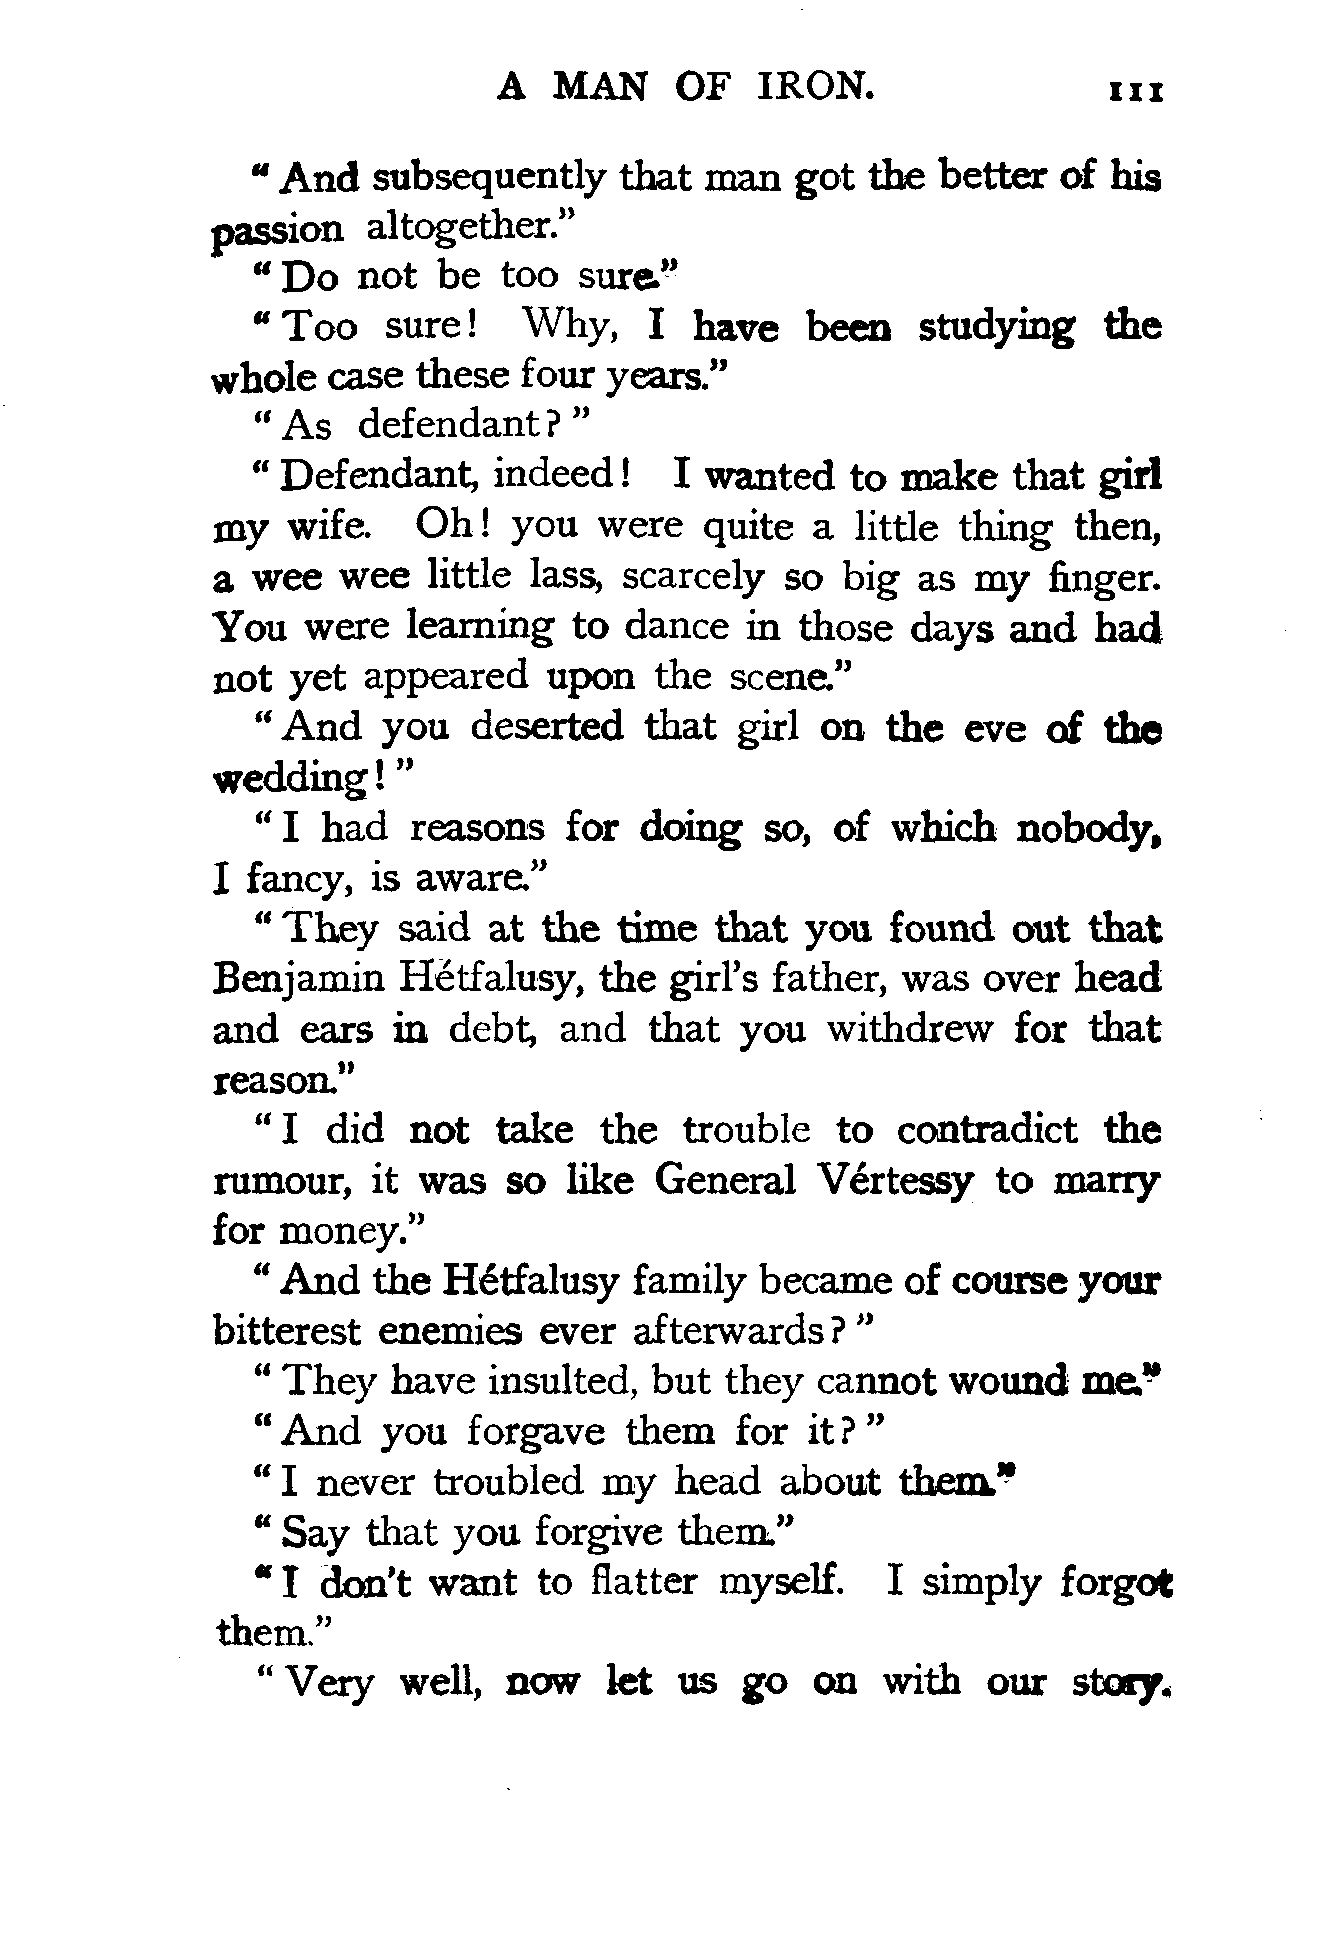 A MAN OF IRON. 111
“ And subsequently that man got the better of his
passion altogether.”
“ Do not be too sure.”
“ Too sure! Why, I have been studying the
whole case these four years.”
“ As defendant? ”
“ Defendant, indeed! I wanted to make that girl
my wife. Oh! you were quite a little thing then,
a wee wee little lass, scarcely so big as my finger.
You were learning to dance in those days and had
not yet appeared upon the scene.”
“ And you deserted that girl on the eve of the
wedding! ”
“ I had reasons for doing so, of which nobody,
I fancy, is aware.”
“ They said at the time that you found out that
Benjamin Hétfalusy, the girl’s father, was over head
and ears in debt, and that you withdrew for that
reason.”
“ I did not take the trouble to contradict the
rumour, it was so like General Vértessy to marry
for money.”
“ And the Hétfalusy family became of course your
bitterest enemies ever afterwards? ”
“ They have insulted, but they cannot wound me.”
“ And you forgave them for it? ”
“ I never troubled my head about them.”
“ Say that you forgive them.”
“ I don’t want to flatter myself. I simply forgot
them.”
“ Very well, now let us go on with our story.